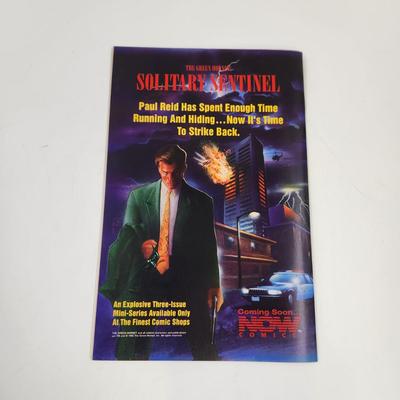 THE GREEN HORNET
SOLITARY SENTINEL
Paul Reid Has Spent Enough Time
Running And Hiding...Now It's Time
To Strike Back.
An Explosive Three-Issue
Mini-Series Available Only
At The Finest Comic Shops
Coming Soon...
NOW
COMICS